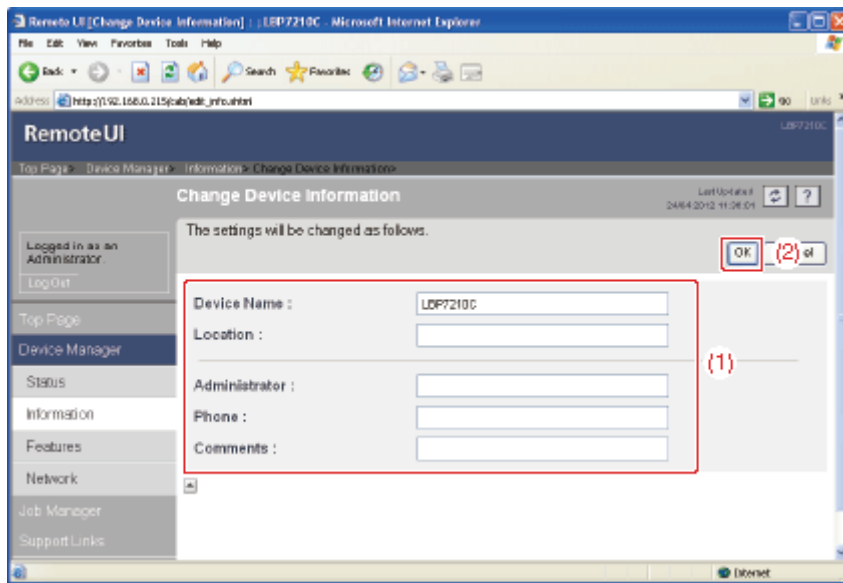 Remote UI [Change Device Information] : ; LBP7210C - Microsoft Internet Explorer
File Edit View Favorites Tools Help
Back Search Favorites
Address http://192.168.0.215/cab/edit_info.shtml Go Links
RemoteUI
LBP7210C
Top Page> Device Manager> Information> Change Device Information>
Change Device Information
Last Updated
24/04 2012 11:36:01
?
The settings will be changed as follows.
Logged in as an
Administrator.
Log Out
OK (2) el
Device Name : LBP7210C
Location :
(1)
Administrator :
Phone :
Comments :
Top Page
Device Manager
Status
Information
Features
Network
Job Manager
Support Links
Internet